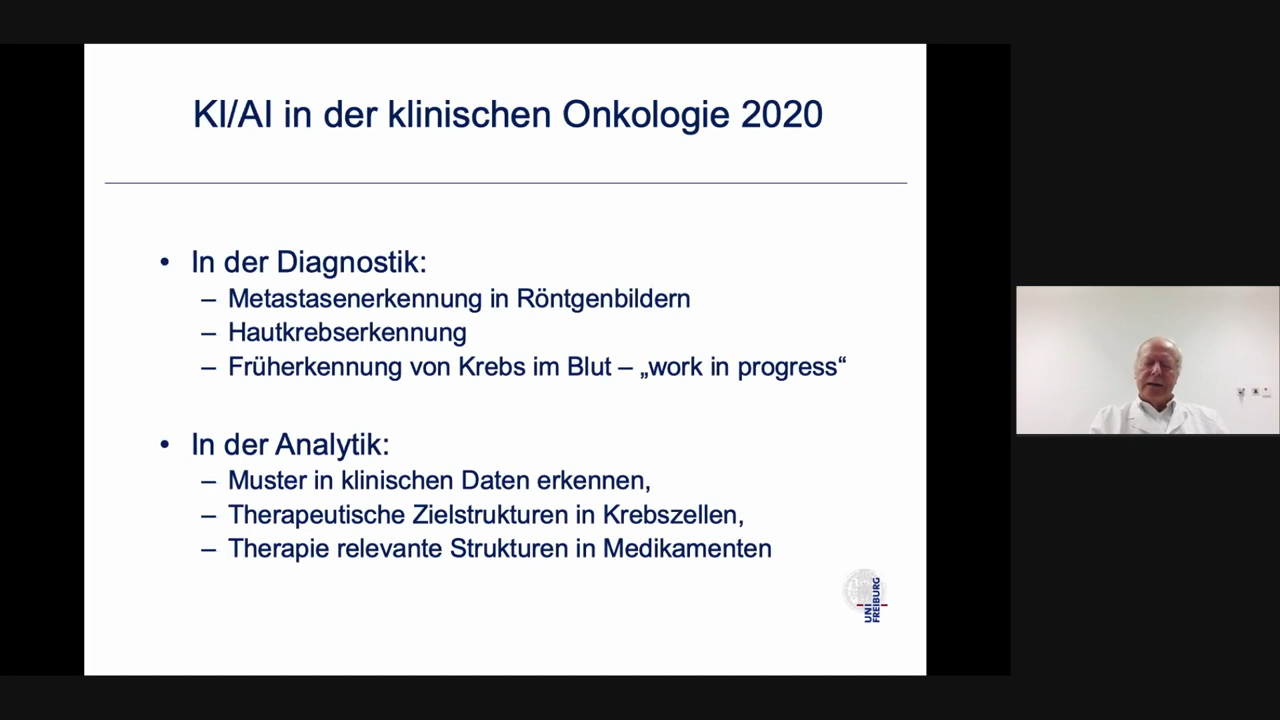 KI/AI in der klinischen Onkologie 2020
• In der Diagnostik:
– Metastasenerkennung in Röntgenbildern
– Hautkrebserkennung
– Früherkennung von Krebs im Blut – „work in progress“
• In der Analytik:
– Muster in klinischen Daten erkennen,
– Therapeutische Zielstrukturen in Krebszellen,
– Therapie relevante Strukturen in Medikamenten
UNI
FREIBURG